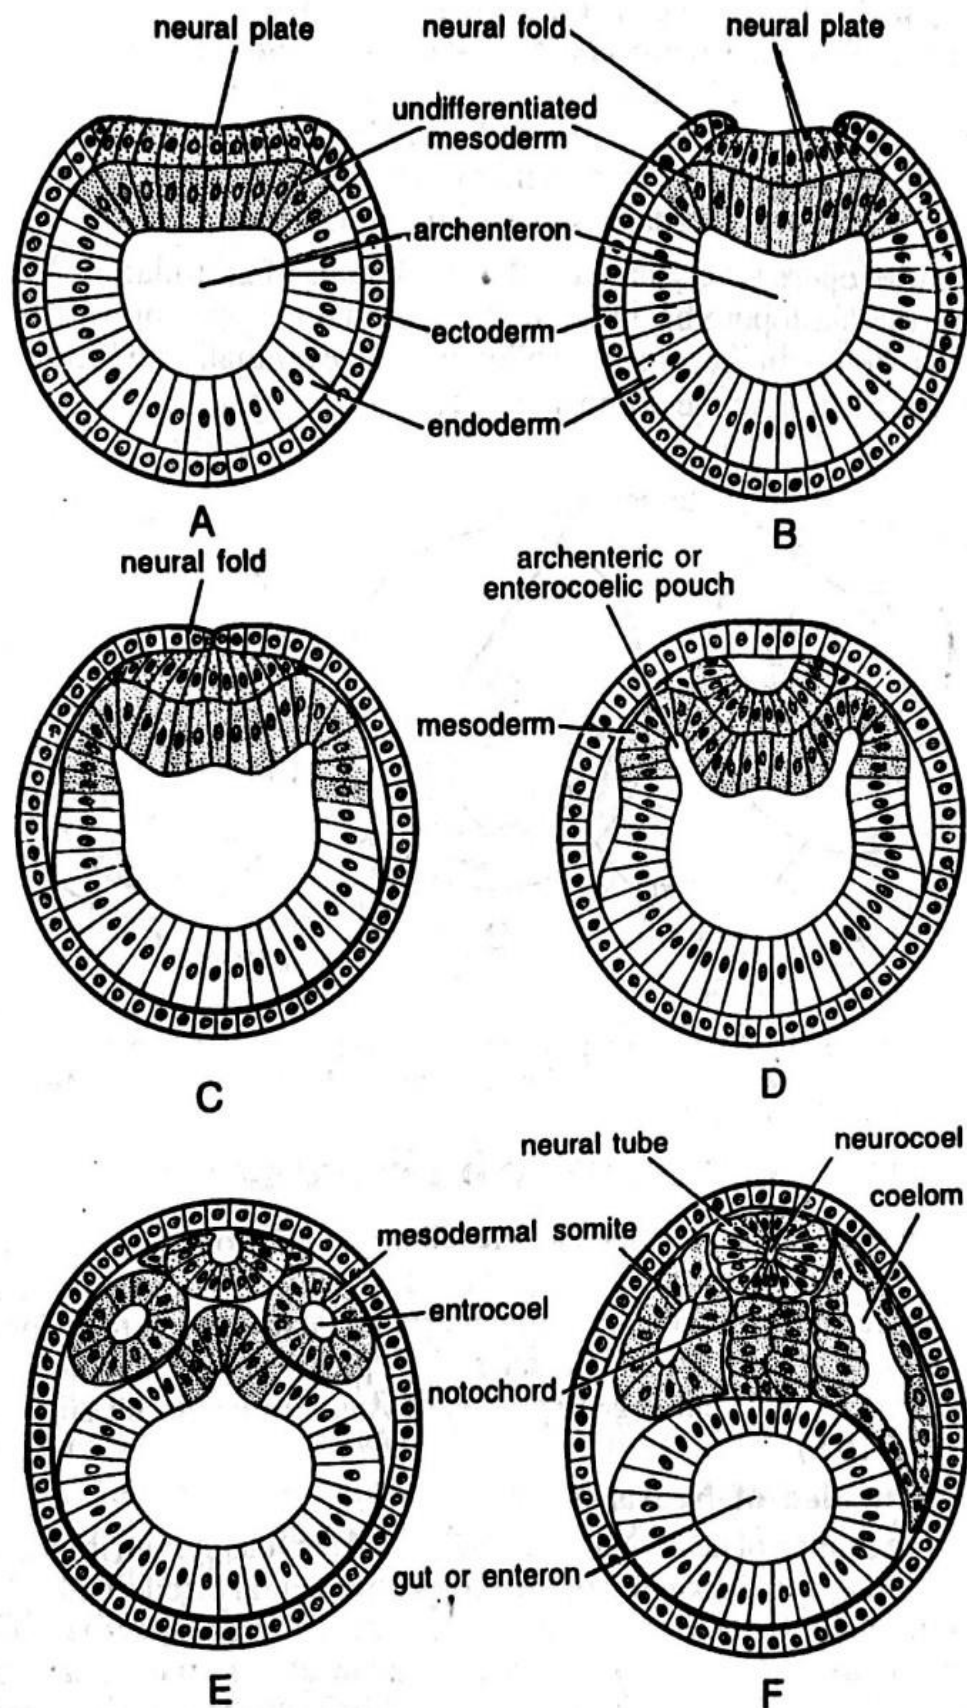 neural plate
neural fold
neural plate
undifferentiated
mesoderm
archenteron
ectoderm
endoderm
A
B
neural fold
archenteric or
enterocoelic pouch
mesoderm
C
D
neural tube
neurocoel
coelom
mesodermal somite
entrocoel
notochord
gut or enteron
E
F